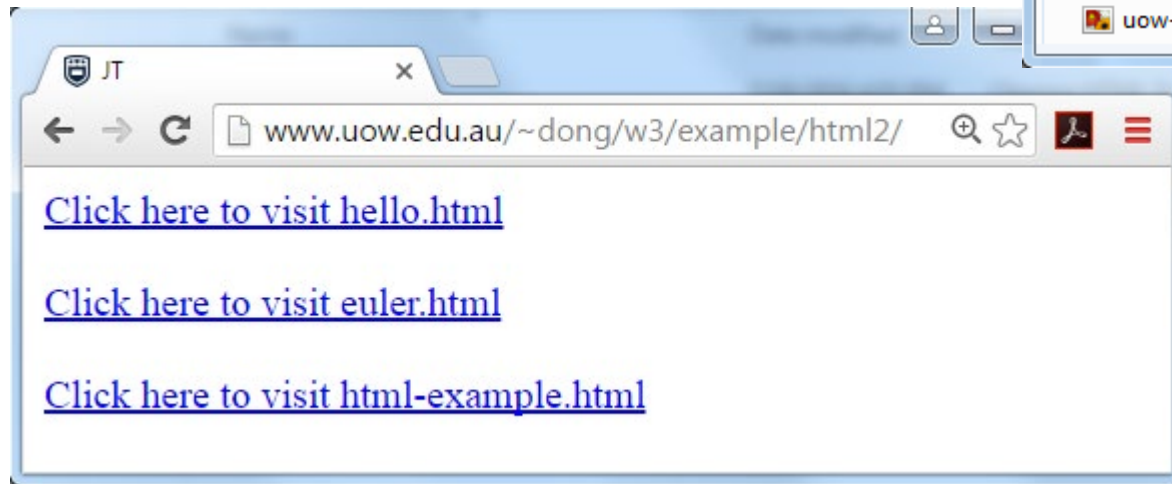 uow-
JT
www.uow.edu.au/~dong/w3/example/html2/
Click here to visit hello.html
Click here to visit euler.html
Click here to visit html-example.html